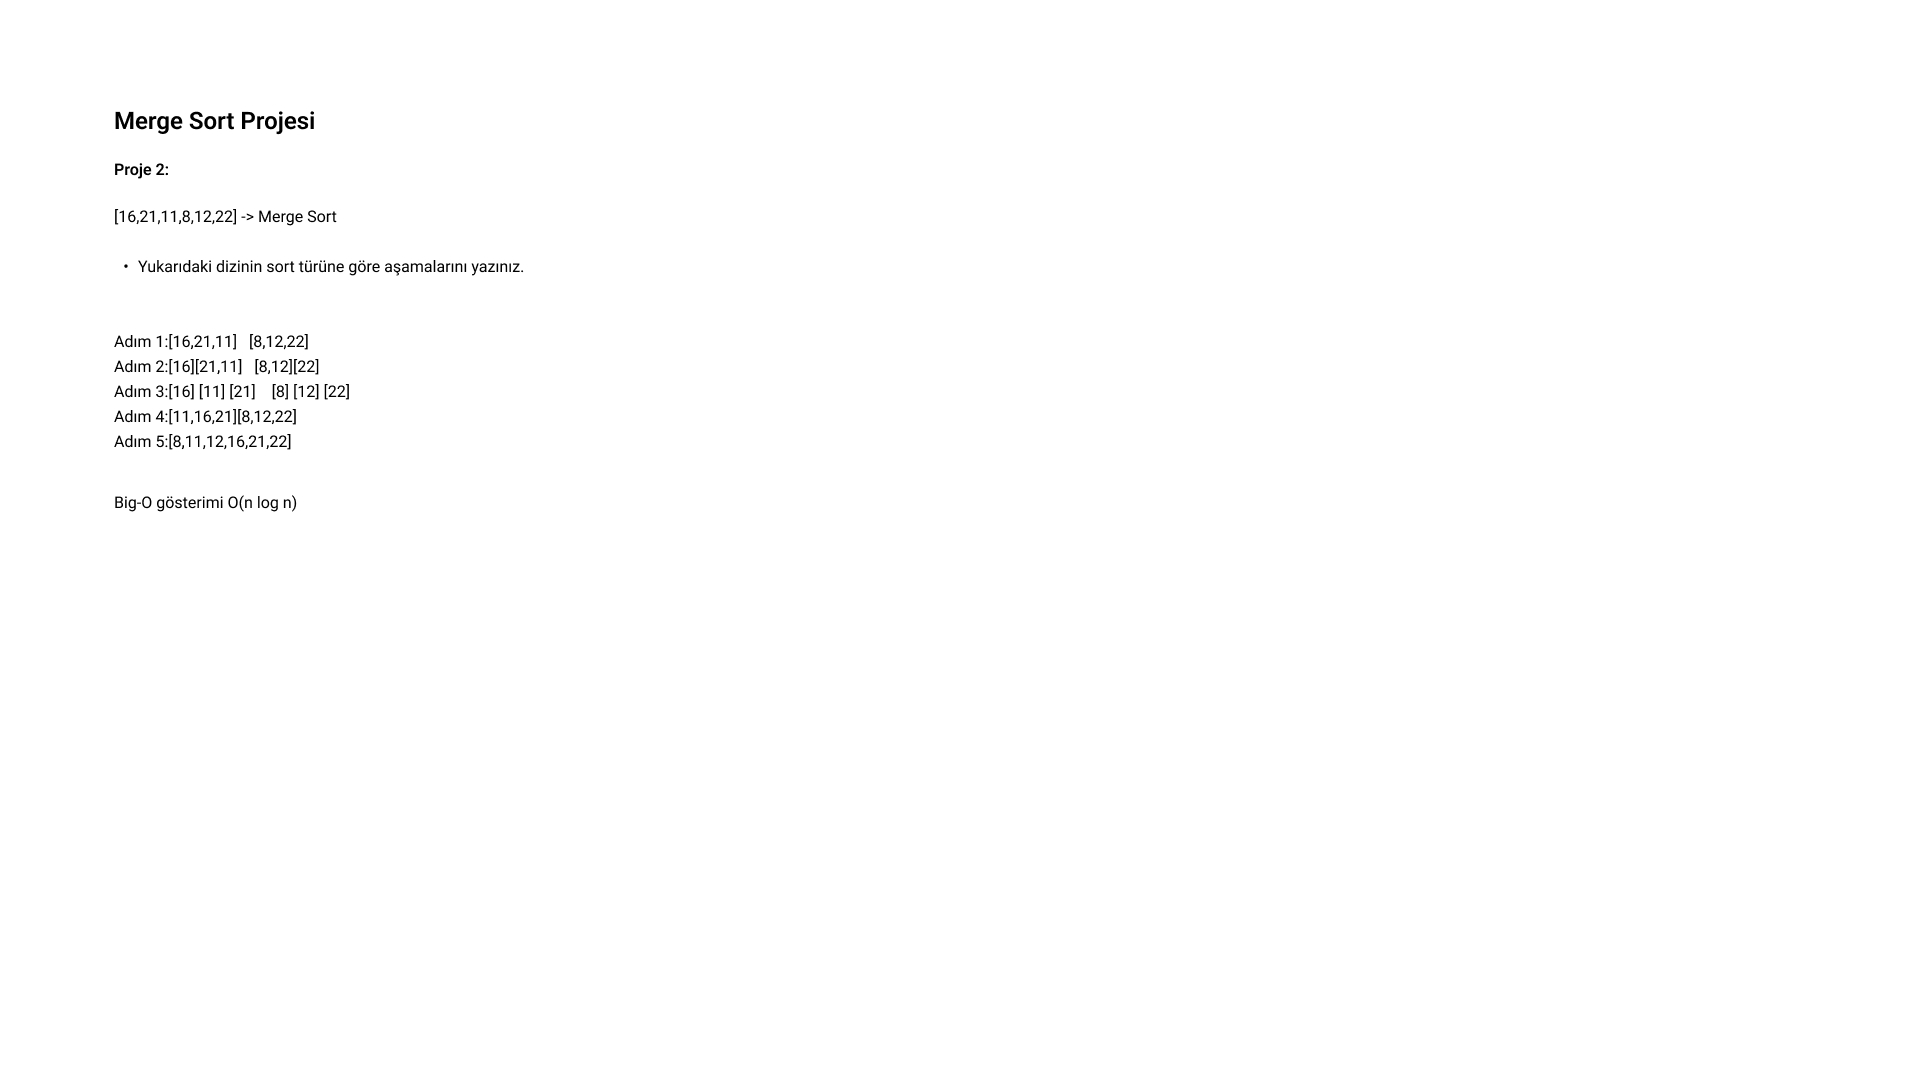 Merge Sort Projesi
Proje 2:
[16,21,11,8,12,22] -> Merge Sort
• Yukarıdaki dizinin sort türüne göre aşamalarını yazınız.
Adım 1:[16,21,11]   [8,12,22]
Adım 2:[16][21,11]   [8,12][22]
Adım 3:[16] [11] [21]    [8] [12] [22]
Adım 4:[11,16,21][8,12,22]
Adım 5:[8,11,12,16,21,22]
Big-O gösterimi O(n log n)